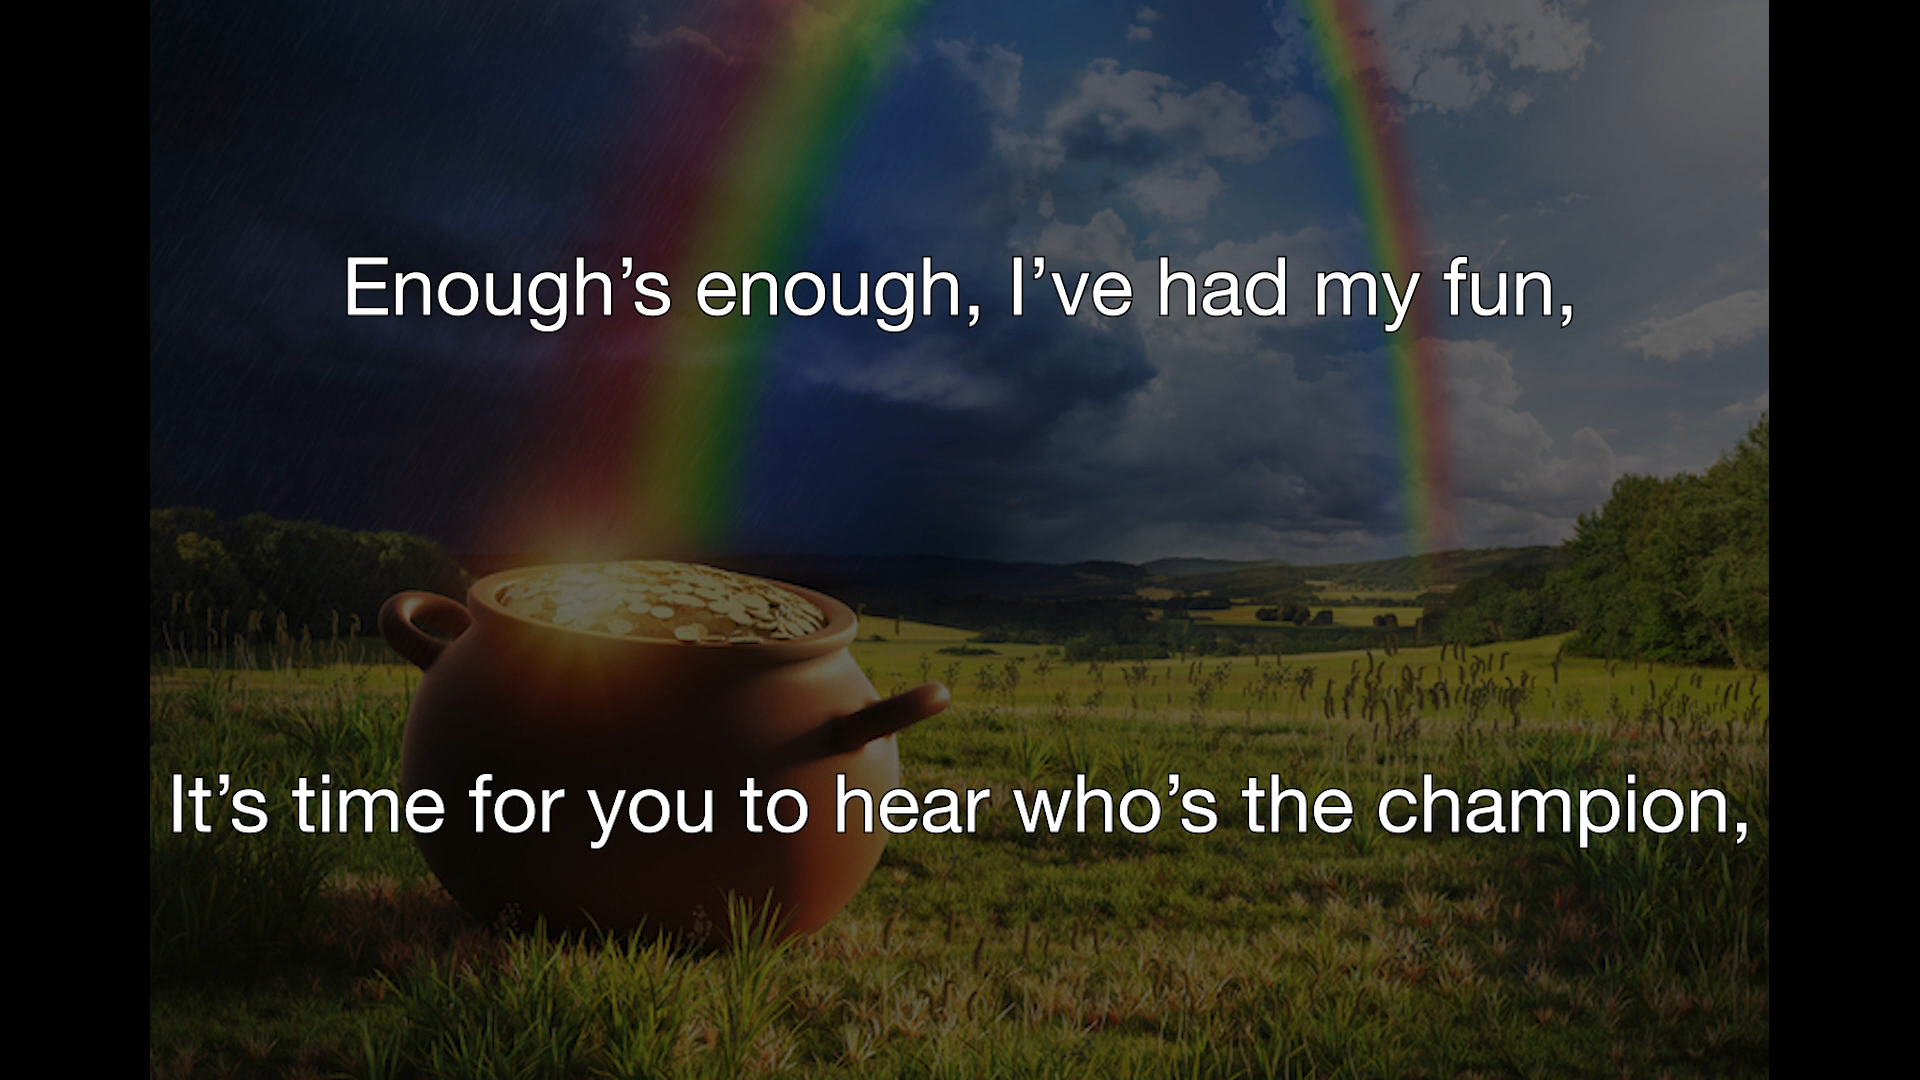 Enough’s enough, I’ve had my fun,
It’s time for you to hear who’s the champion,